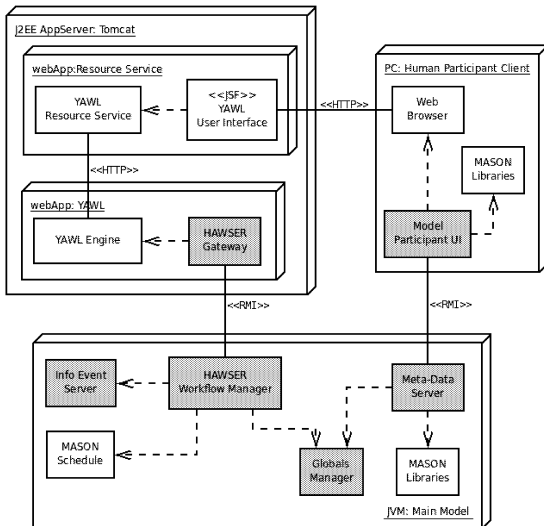 J2EE AppServer: Tomcat
webApp:Resource Service
YAWL
Resource Service
<<JSF>>
YAWL
User Interface
<<HTTP>>
PC: Human Participant Client
Web
Browser
MASON
Libraries
Model
Participant UI
<<HTTP>>
webApp: YAWL
YAWL Engine
HAWSER
Gateway
<<RMI>>
<<RMI>>
Info Event
Server
HAWSER
Workflow Manager
Meta-Data
Server
MASON
Schedule
Globals
Manager
MASON
Libraries
JVM: Main Model